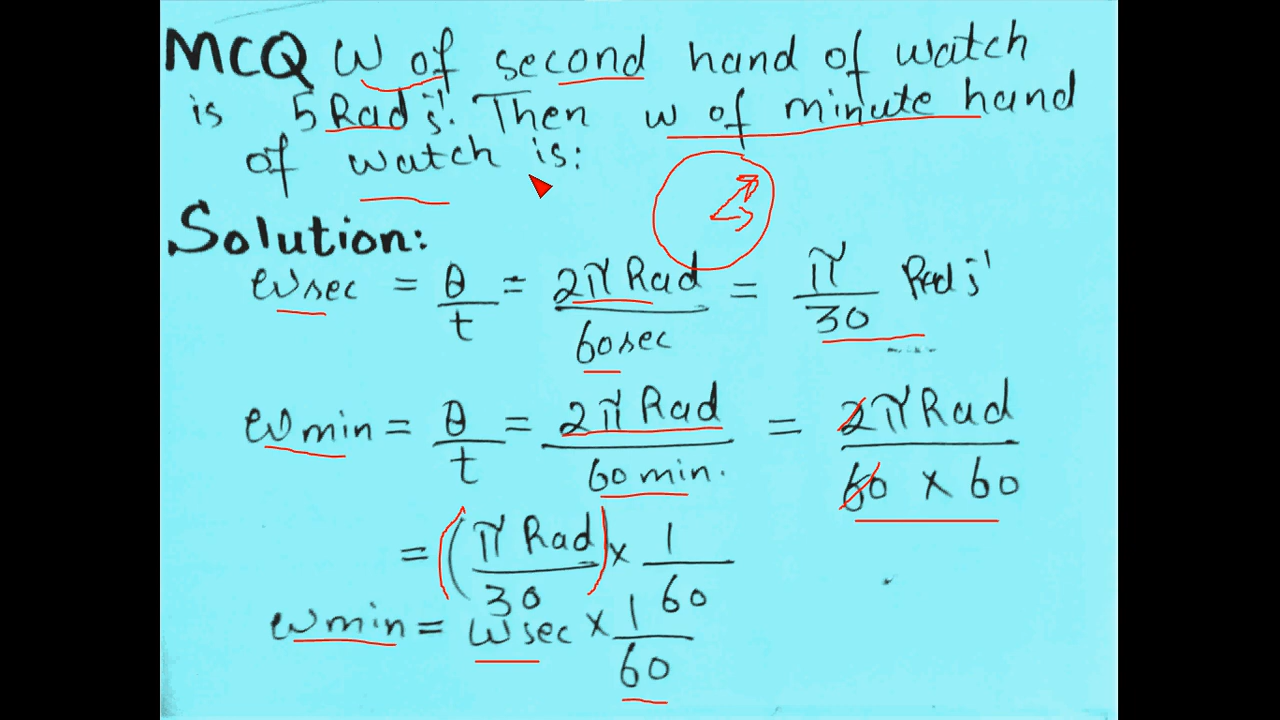 MCQ ω of second hand of watch
is 5 Rad s⁻¹. Then ω of minute hand
of watch is:
Solution:
ωsec = θ/t = 2π Rad/60sec = π/30 Rad s⁻¹
ωmin = θ/t = 2π Rad/60 min. = 2π Rad/60 × 60
= (π Rad/30) × 1/60
ωmin = ωsec × 1/60